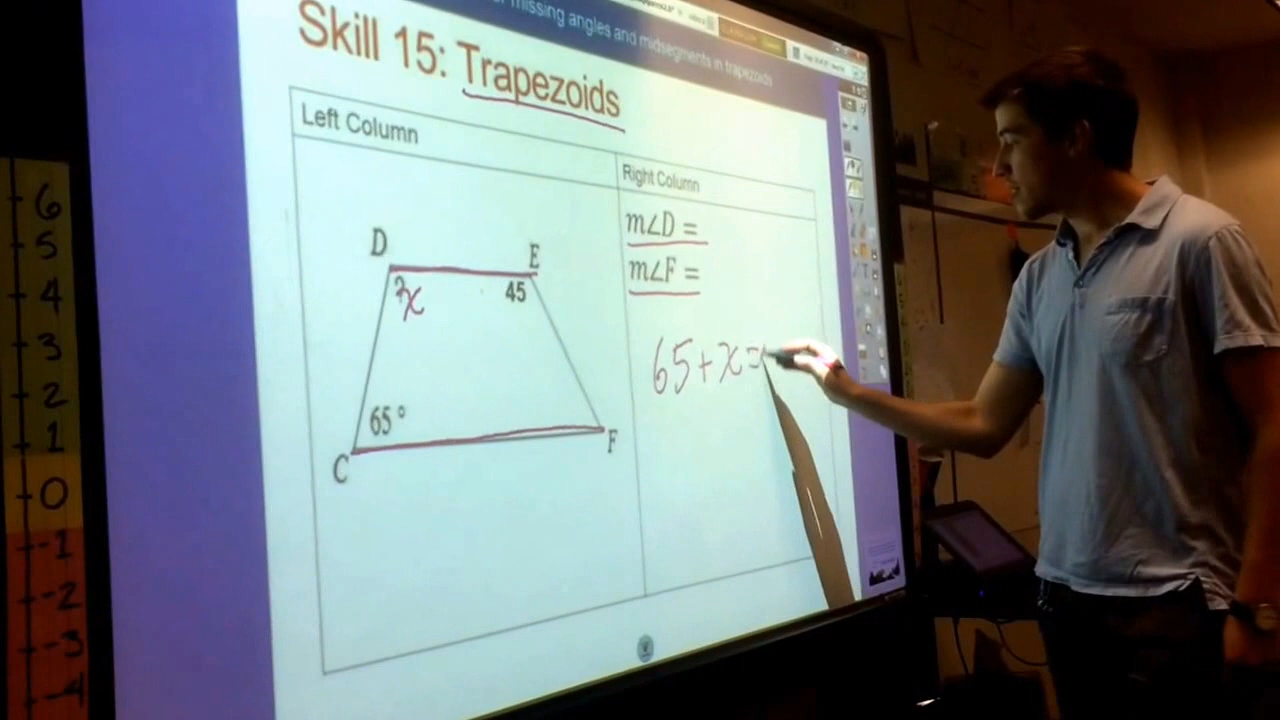 missing angles and midsegments in trapezoids
Skill 15: Trapezoids
Left Column
Right Column
D
E
x
45
65°
C
F
m∠D =
m∠F =
65+x=
6
5
4
3
2
1
0
-1
-2
-3
-4